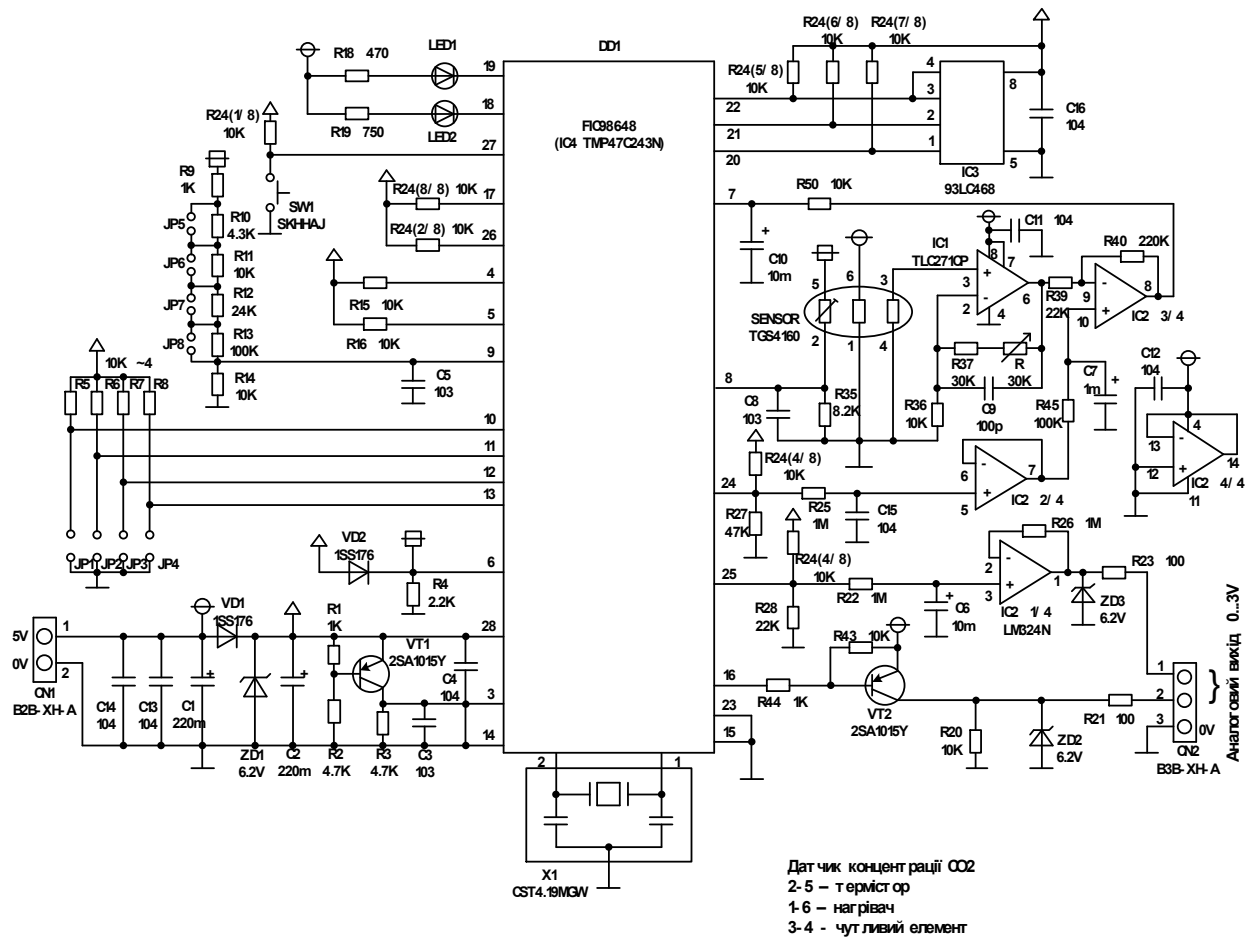 LED1
R18 470
19
DD1
R24(6/8) R24(7/8)
10K 10K
R24(5/8)
10K
4
3
2
1
8
5
C16
104
IC3
93LC468
22
21
20
18
LED2
R19 750
R24(1/8)
10K
27
FIC98648
(IC4 TMP47C243N)
R9
1K
SW1
SKHHAJ
JP5
R10
4.3K
JP6
R11
10K
JP7
R12
24K
JP8
R13
100K
R14
10K
R24(8/8) 10K
17
R24(2/8) 10K
26
4
R15 10K
5
R16 10K
9
C5
103
7
R50 10K
+
C10
10m
5
6
3
SENSOR
TGS4160
2
1
4
C11 104
IC1
TLC271CP
8
7
+
3
-
2
4
6
R39
22K
R40 220K
-
9
+
10
8
IC2 3/4
R37
30K
R
30K
C9
100p
R36
10K
C7
1m
+
R45
100K
C12
104
4
-
13
+
12
14
IC2 4/4
11
8
C8
103
R35
8.2K
10K ~4
R5 R6 R7 R8
10
11
12
13
JP1 JP2 JP3 JP4
R24(4/8)
10K
24
R25
1M
R27
47K
C15
104
-
6
+
5
7
IC2 2/4
VD2
1SS176
6
R4
2.2K
25
R24(4/8)
10K
R22 1M
R28
22K
+
C6
10m
R26 1M
-
2
+
3
1
IC2 1/4
LM324N
R23 100
ZD3
6.2V
5V
0V
1
2
CN1
B2B-XH-A
C14
104
C13
104
C1
220m
+
VD1
1SS176
ZD1
6.2V
C2
220m
+
R1
1K
R2
4.7K
VT1
2SA1015Y
R3
4.7K
C3
103
C4
104
28
3
14
R43 10K
16
R44 1K
VT2
2SA1015Y
23
15
R20
10K
ZD2
6.2V
R21 100
1
2
3
0V
CN2
B3B-XH-A
Аналоговий вихід 0...3V
2
1
X1
CST4.19MGW
Датчик концентрації CO2
2-5 – термістор
1-6 – нагрівач
3-4 - чутливий елемент